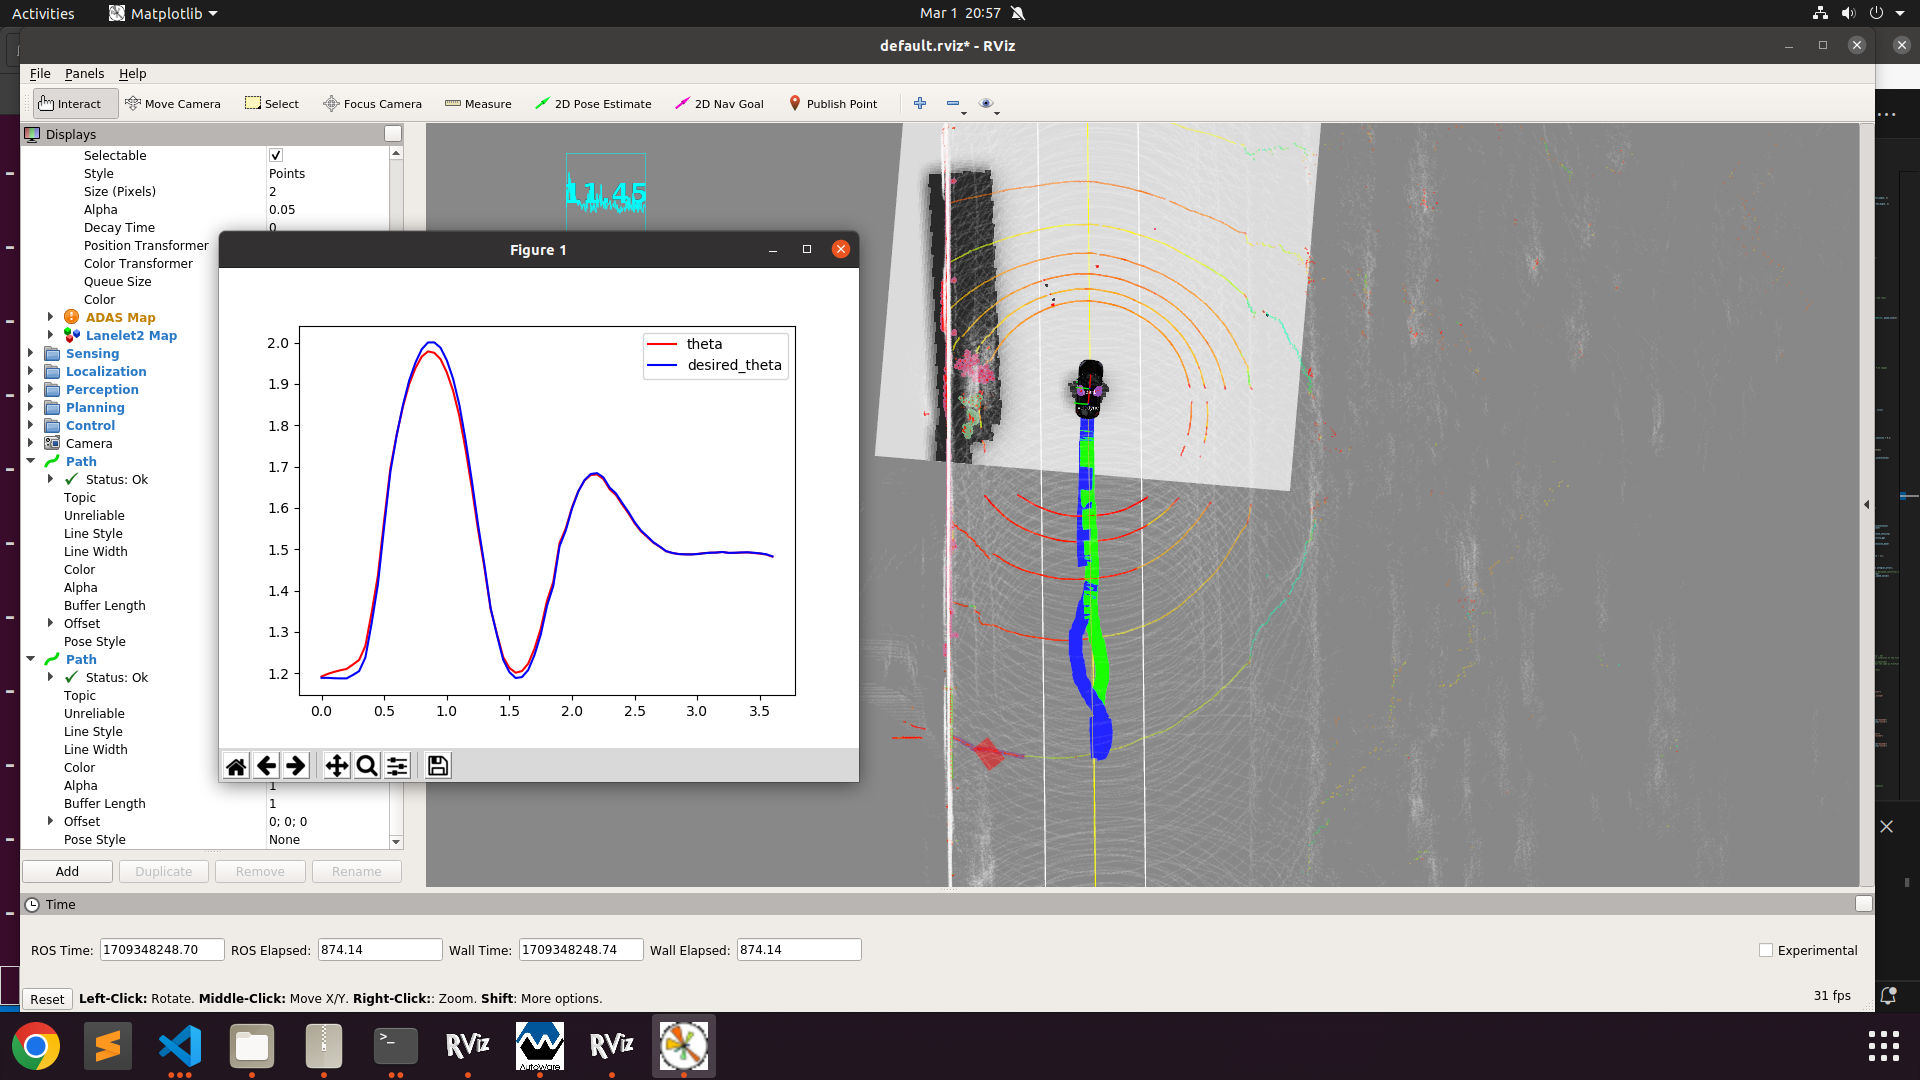 Activities
Matplotlib
Mar 1 20:57
default.rviz* - RViz
File Panels Help
Interact Move Camera Select Focus Camera Measure 2D Pose Estimate 2D Nav Goal Publish Point
Displays
Selectable
Style Points
Size (Pixels) 2
Alpha 0.05
Decay Time 0
Position Transformer
Color Transformer
Queue Size
Color
ADAS Map
Lanelet2 Map
Sensing
Localization
Perception
Planning
Control
Camera
Path
Status: Ok
Topic
Unreliable
Line Style
Line Width
Color
Alpha
Buffer Length
Offset
Pose Style
Path
Status: Ok
Topic
Unreliable
Line Style
Line Width
Color
Alpha 1
Buffer Length 1
Offset 0; 0; 0
Pose Style None
Add Duplicate Remove Rename
11.45
Figure 1
theta
desired_theta
2.0
1.9
1.8
1.7
1.6
1.5
1.4
1.3
1.2
0.0 0.5 1.0 1.5 2.0 2.5 3.0 3.5
Time
ROS Time: 1709348248.70 ROS Elapsed: 874.14 Wall Time: 1709348248.74 Wall Elapsed: 874.14 Experimental
Reset Left-Click: Rotate. Middle-Click: Move X/Y. Right-Click:: Zoom. Shift: More options. 31 fps
RViz
AUTOWARE
RViz